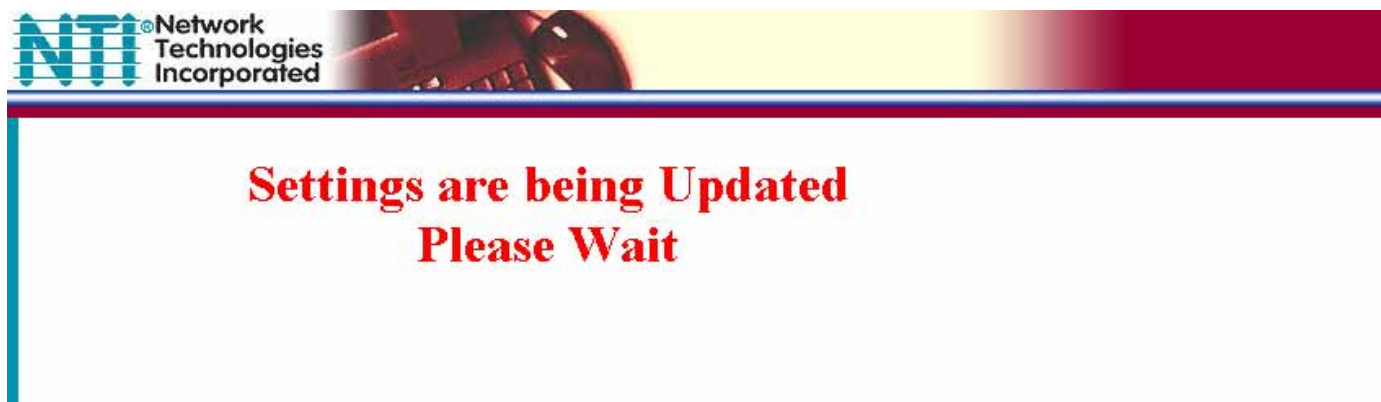 NTI®
Network
Technologies
Incorporated
Settings are being Updated
Please Wait